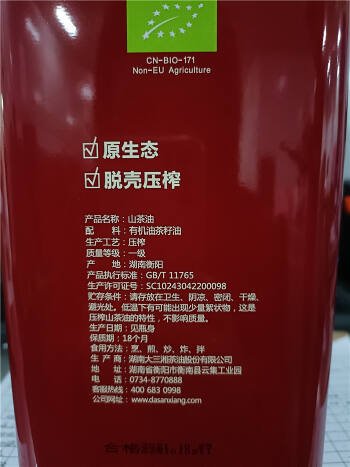 CN-BIO-171
Non-EU Agriculture
原生态
脱壳压榨
产品名称：山茶油
配 料：有机油茶籽油
生产工艺：压榨
质量等级：一级
产 地：湖南衡阳
产品执行标准：GB/T 11765
生产许可证号：SC10243042200098
贮存条件：请存放在卫生、阴凉、密闭、干燥、
避光处。低温下有可能出现少量絮状物，这是
压榨山茶油的特性，不影响质量。
生产日期：见瓶身
保质期：18个月
食用方法：烹、煎、炒、炸、拌
生 产 商：湖南大三湘茶油股份有限公司
地 址：湖南省衡阳市衡南县云集工业园
电 话：0734-8770888
客服热线：400 683 0998
公司网址：www.dasanxiang.com